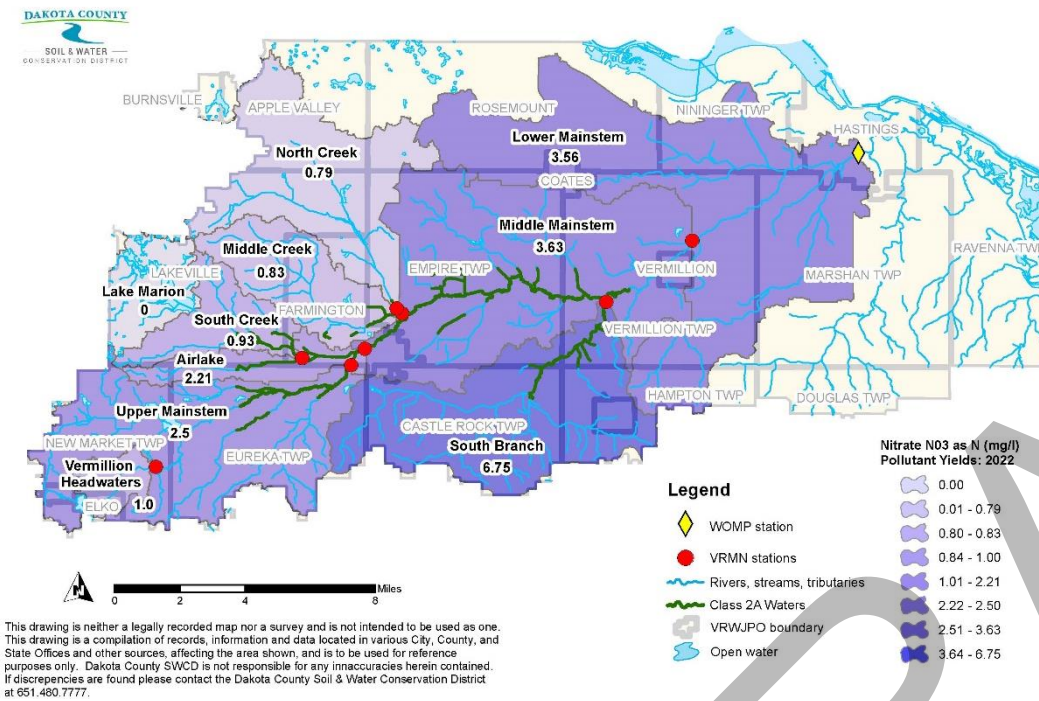 DAKOTA COUNTY
SOIL & WATER
CONSERVATION DISTRICT
BURNSVILLE
APPLE VALLEY
ROSEMOUNT
NININGER TWP
HASTINGS
Lower Mainstem
3.56
North Creek
0.79
COATES
Middle Mainstem
3.63
Middle Creek
0.83
LAKEVILLE
EMPIRE TWP
VERMILLION
RAVENNA TWP
MARSHAN TWP
Lake Marion
0
FARMINGTON
South Creek
0.93
VERMILLION TWP
Airlake
2.21
HAMPTON TWP
DOUGLAS TWP
Upper Mainstem
2.5
CASTLE ROCK TWP
NEW MARKET TWP
EUREKA TWP
South Branch
6.75
Vermillion
Headwaters
1.0
ELKO
Nitrate N03 as N (mg/l)
Pollutant Yields: 2022
0.00
0.01 - 0.79
0.80 - 0.83
0.84 - 1.00
1.01 - 2.21
2.22 - 2.50
2.51 - 3.63
3.64 - 6.75
Legend
WOMP station
VRMN stations
Rivers, streams, tributaries
Class 2A Waters
VRWJPO boundary
Open water
N
Miles
0 2 4 8
This drawing is neither a legally recorded map nor a survey and is not intended to be used as one.
This drawing is a compilation of records, information and data located in various City, County, and
State Offices and other sources, affecting the area shown, and is to be used for reference
purposes only. Dakota County SWCD is not responsible for any innaccuracies herein contained.
If discrepencies are found please contact the Dakota County Soil & Water Conservation District
at 651.480.7777.